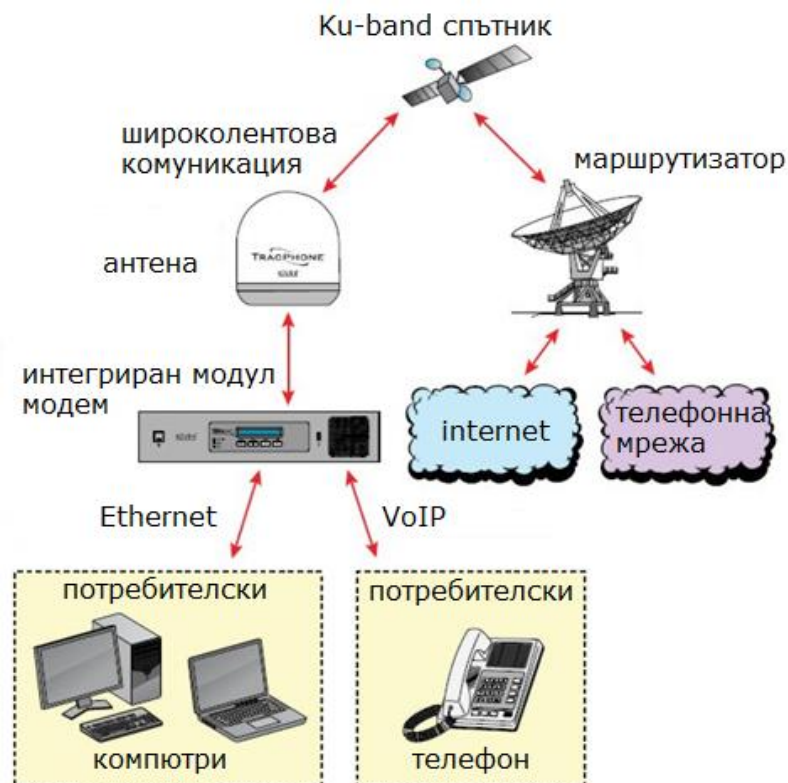 Ku-band спътник
широколентова
комуникация
маршрутизатор
антена
TRACPHONE
KVH
интегриран модул
модем
internet
телефонна
мрежа
Ethernet
VoIP
потребителски
компютри
потребителски
телефон